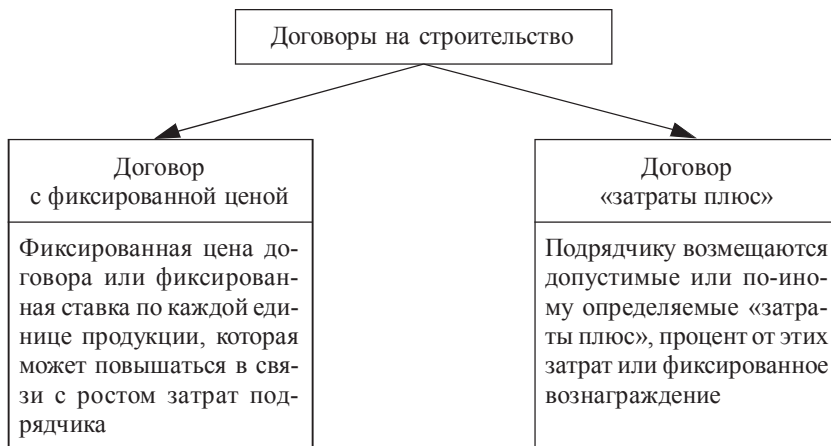 Договоры на строительство
Договор
с фиксированной ценой
Фиксированная цена до-
говора или фиксирован-
ная ставка по каждой еди-
нице продукции, которая
может повышаться в свя-
зи с ростом затрат под-
рядчика
Договор
«затраты плюс»
Подрядчику возмещаются
допустимые или по-ино-
му определяемые «затра-
ты плюс», процент от этих
затрат или фиксированное
вознаграждение